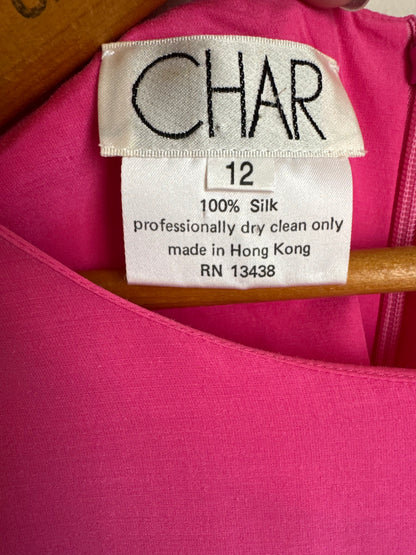 CHAR
12
100% Silk
professionally dry clean only
made in Hong Kong
RN 13438